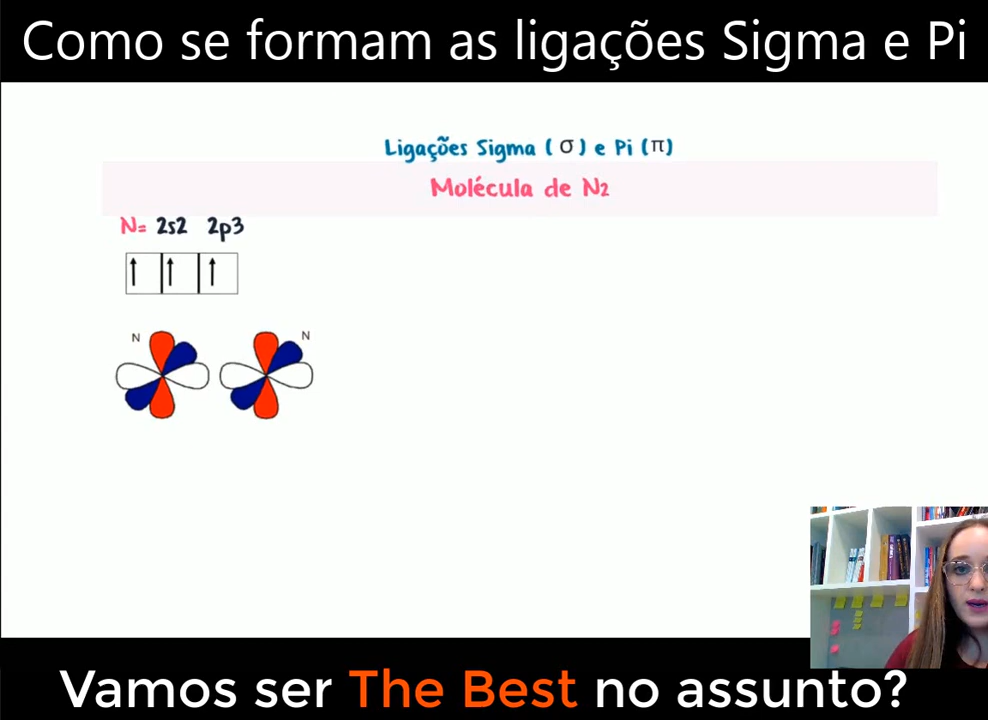 Como se formam as ligações Sigma e Pi
Ligações Sigma ( σ ) e Pi (π)
Molécula de N2
N= 2s2 2p3
N N
Vamos ser The Best no assunto?